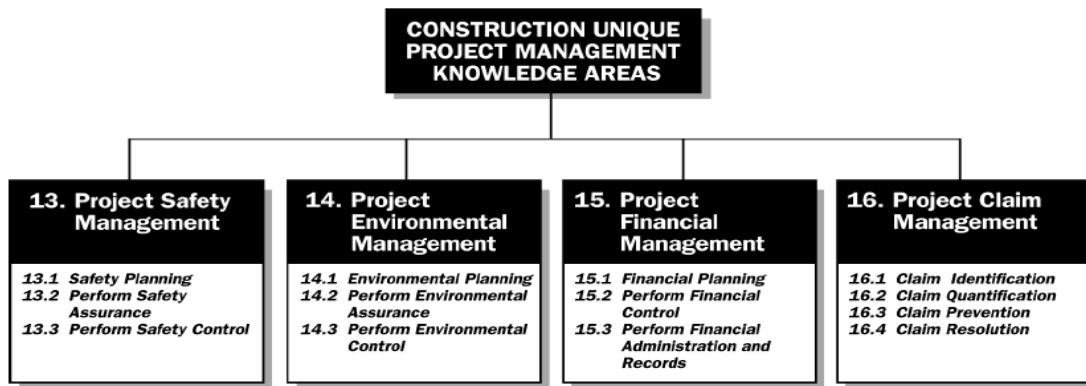 CONSTRUCTION UNIQUE
PROJECT MANAGEMENT
KNOWLEDGE AREAS
13. Project Safety
Management
13.1 Safety Planning
13.2 Perform Safety
Assurance
13.3 Perform Safety Control
14. Project
Environmental
Management
14.1 Environmental Planning
14.2 Perform Environmental
Assurance
14.3 Perform Environmental
Control
15. Project
Financial
Management
15.1 Financial Planning
15.2 Perform Financial
Control
15.3 Perform Financial
Administration and
Records
16. Project Claim
Management
16.1 Claim Identification
16.2 Claim Quantification
16.3 Claim Prevention
16.4 Claim Resolution